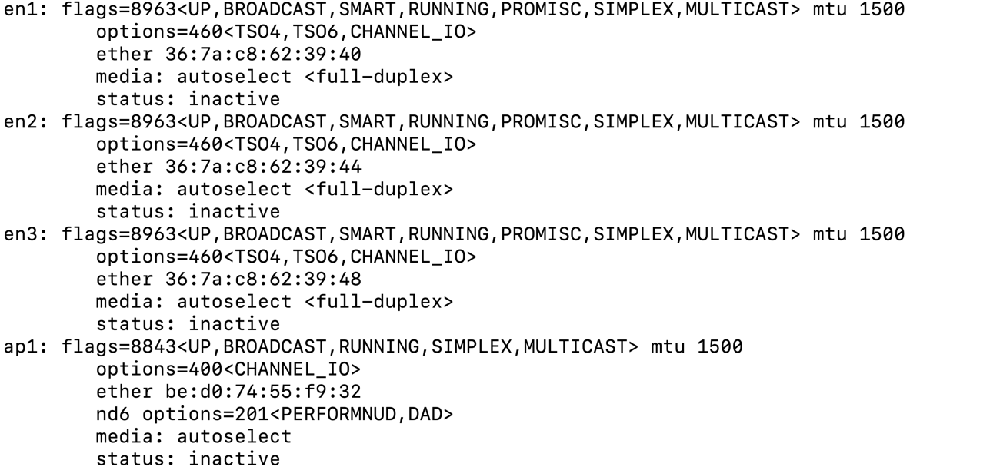 en1: flags=8963<UP,BROADCAST,SMART,RUNNING,PROMISC,SIMPLEX,MULTICAST> mtu 1500
options=460<TSO4,TSO6,CHANNEL_IO>
ether 36:7a:c8:62:39:40
media: autoselect <full-duplex>
status: inactive
en2: flags=8963<UP,BROADCAST,SMART,RUNNING,PROMISC,SIMPLEX,MULTICAST> mtu 1500
options=460<TSO4,TSO6,CHANNEL_IO>
ether 36:7a:c8:62:39:44
media: autoselect <full-duplex>
status: inactive
en3: flags=8963<UP,BROADCAST,SMART,RUNNING,PROMISC,SIMPLEX,MULTICAST> mtu 1500
options=460<TSO4,TSO6,CHANNEL_IO>
ether 36:7a:c8:62:39:48
media: autoselect <full-duplex>
status: inactive
ap1: flags=8843<UP,BROADCAST,RUNNING,SIMPLEX,MULTICAST> mtu 1500
options=400<CHANNEL_IO>
ether be:d0:74:55:f9:32
nd6 options=201<PERFORMNUD,DAD>
media: autoselect
status: inactive